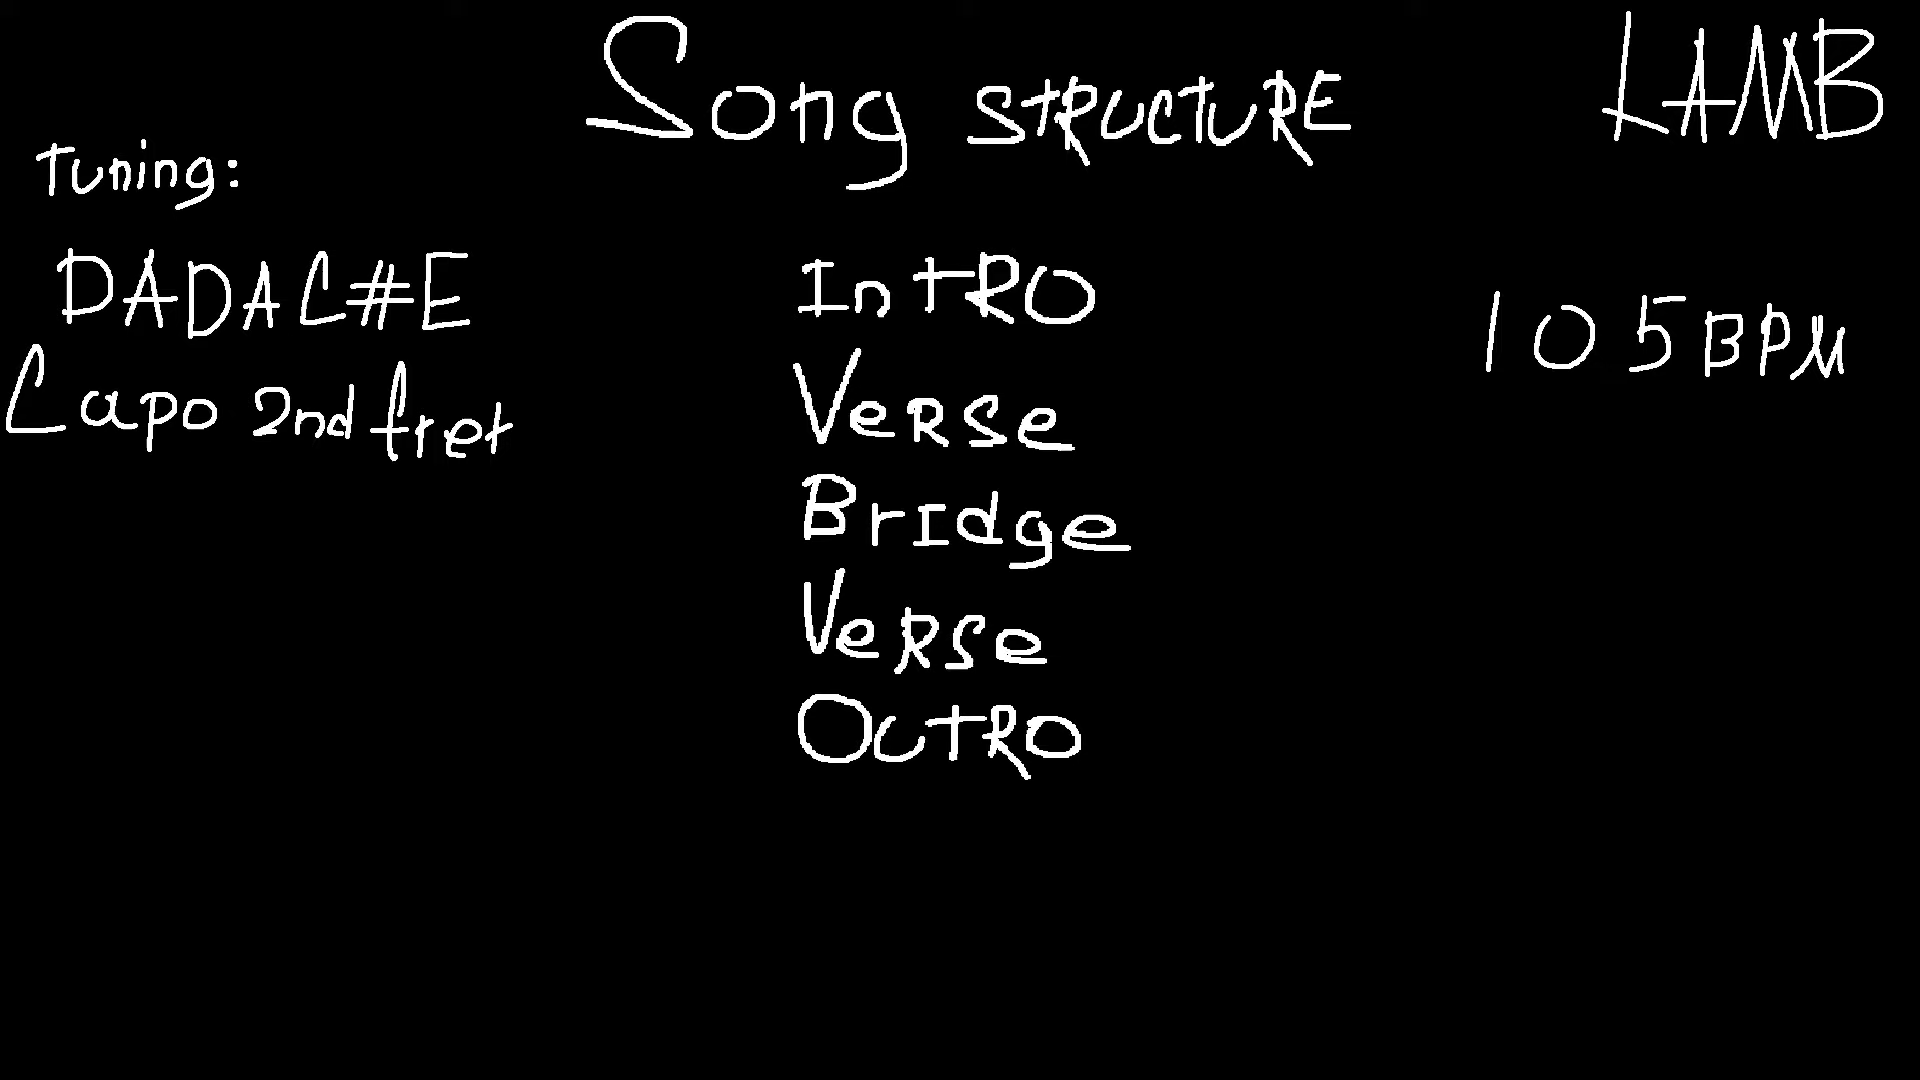 Song STRUCTURE
LAMB
Tuning:
DADAC#E
Capo 2nd fret
IntRO
VeRSe
BrIdge
VeRSe
OuTRO
105BPM